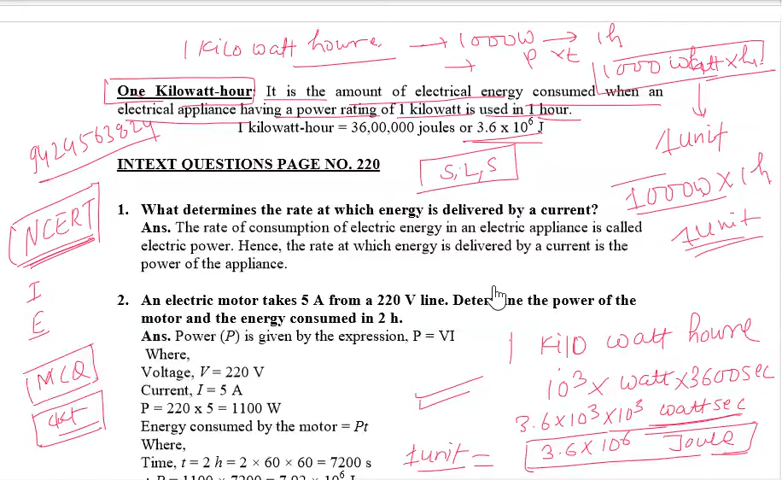 1 Kilo watt houre → 1000W → 1h
→ P x t
1000 watt x h
One Kilowatt-hour: It is the amount of electrical energy consumed when an
electrical appliance having a power rating of 1 kilowatt is used in 1 hour.
1 kilowatt-hour = 36,00,000 joules or 3.6 x 10⁶ J
9424563824
1 unit
INTEXT QUESTIONS PAGE NO. 220
S, L, S
1000W x 1h
1 unit
NCERT
I
E
MCQ
1. What determines the rate at which energy is delivered by a current?
Ans. The rate of consumption of electric energy in an electric appliance is called
electric power. Hence, the rate at which energy is delivered by a current is the
power of the appliance.
2. An electric motor takes 5 A from a 220 V line. Determine the power of the
motor and the energy consumed in 2 h.
Ans. Power (P) is given by the expression, P = VI
Where,
Voltage, V = 220 V
Current, I = 5 A
P = 220 x 5 = 1100 W
Energy consumed by the motor = Pt
Where,
Time, t = 2 h = 2 × 60 × 60 = 7200 s
1 Kilo watt houre
10³ x watt x 3600 sec
3.6 x 10³ x 10³ watt sec
1 unit = 3.6 x 10⁶ Joule